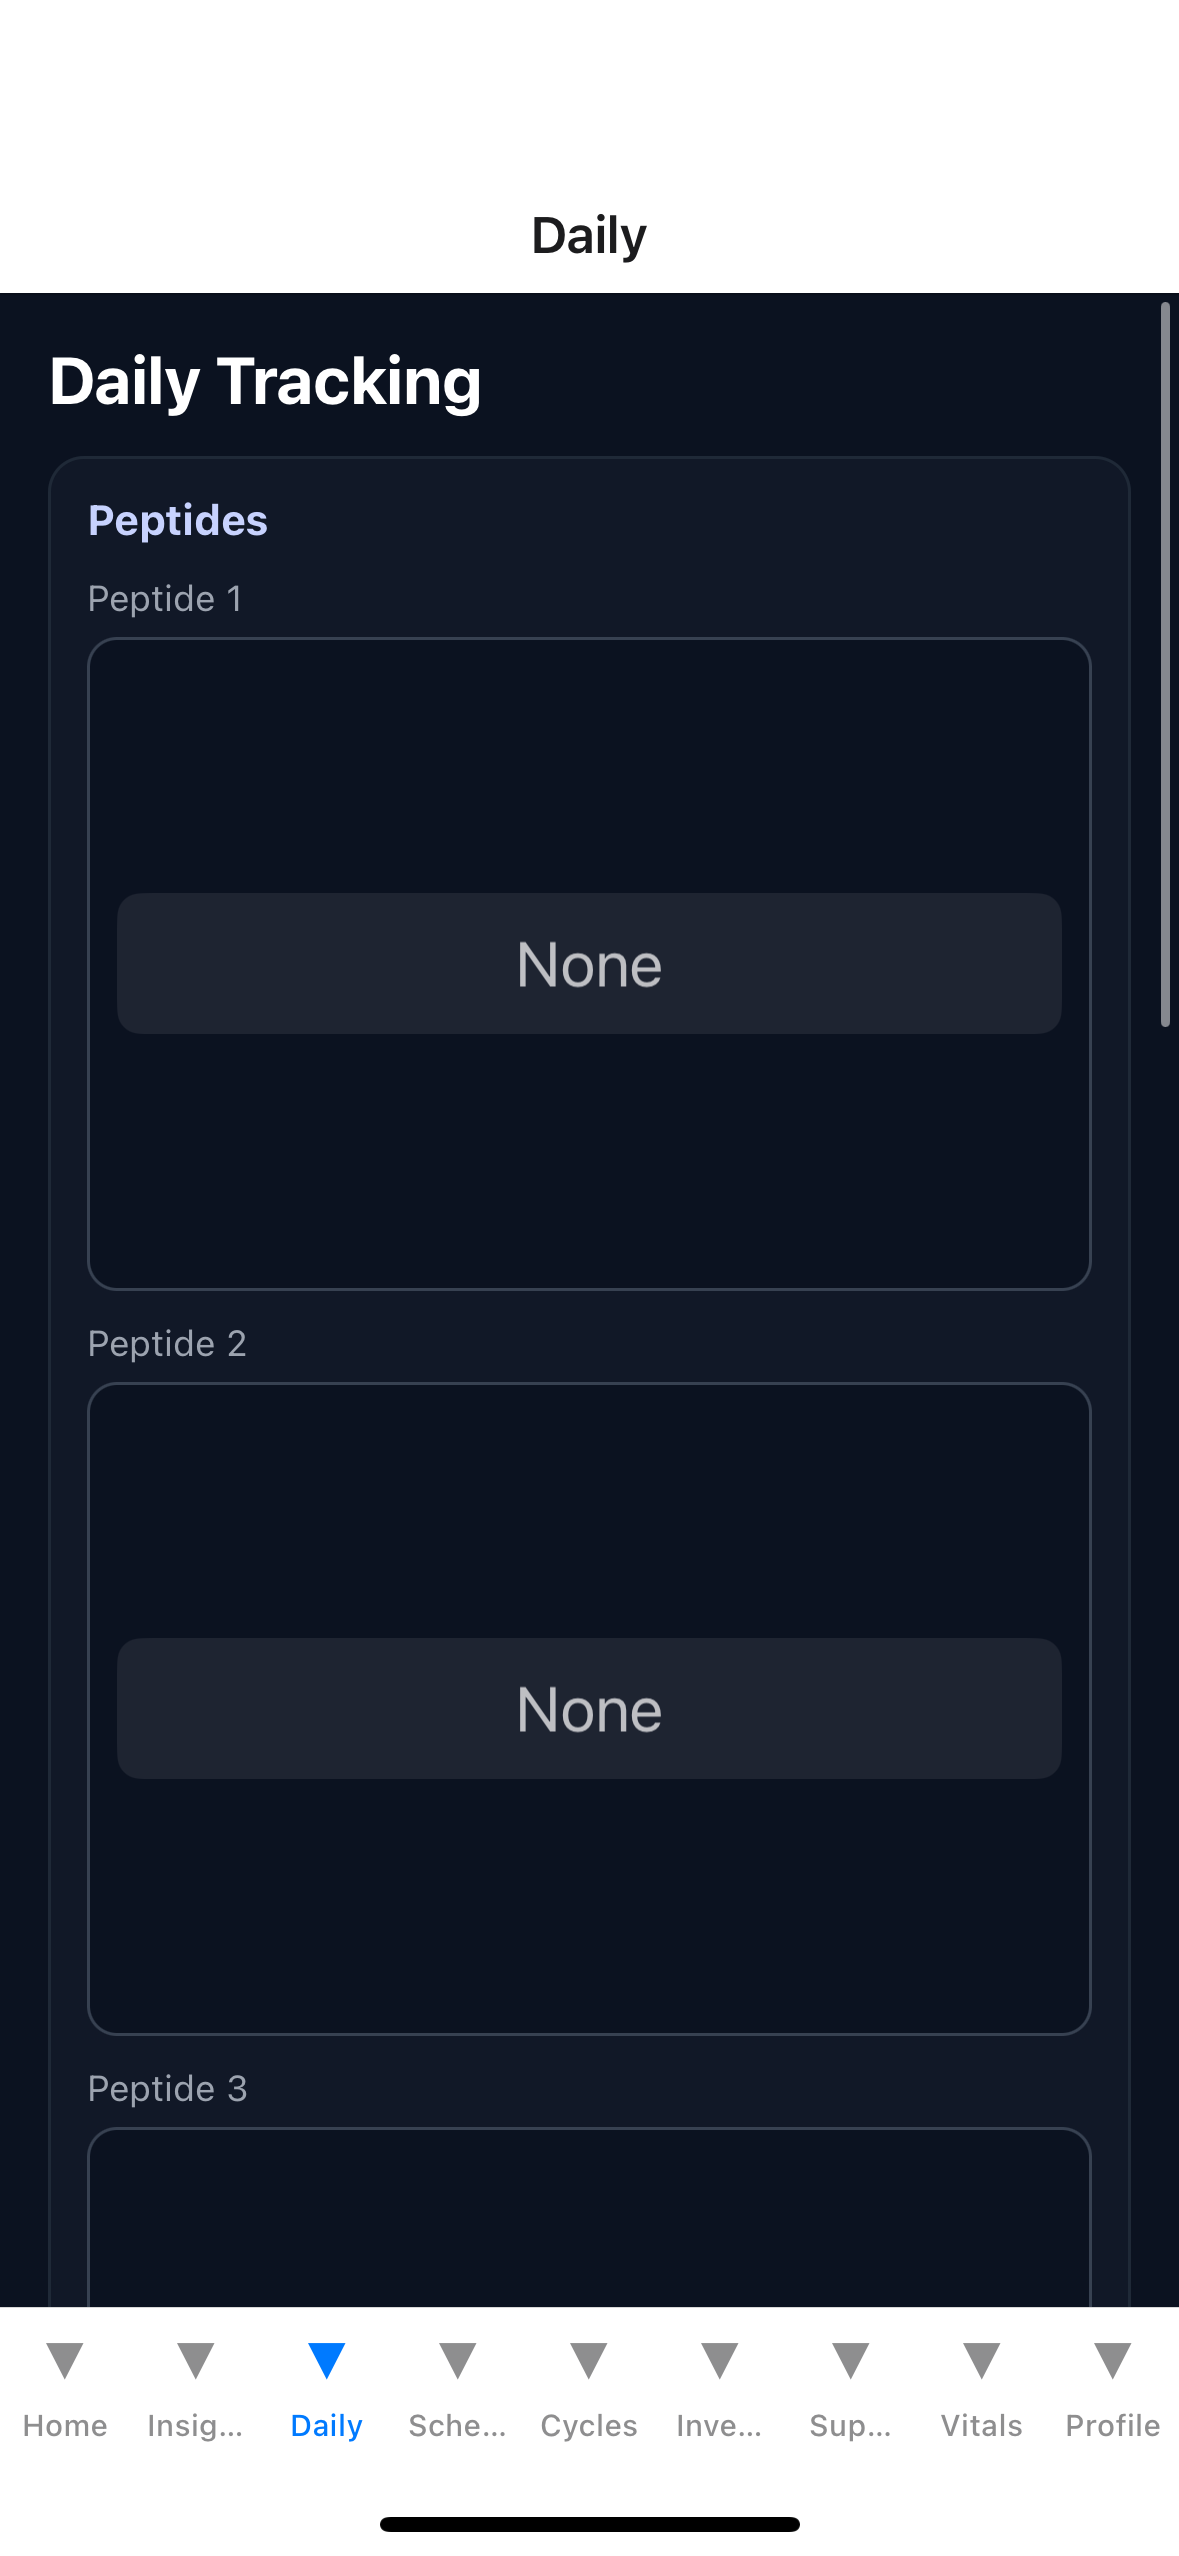 Daily
Daily Tracking
Peptides
Peptide 1
None
Peptide 2
None
Peptide 3
Home Insig... Daily Sche... Cycles Inve... Sup... Vitals Profile